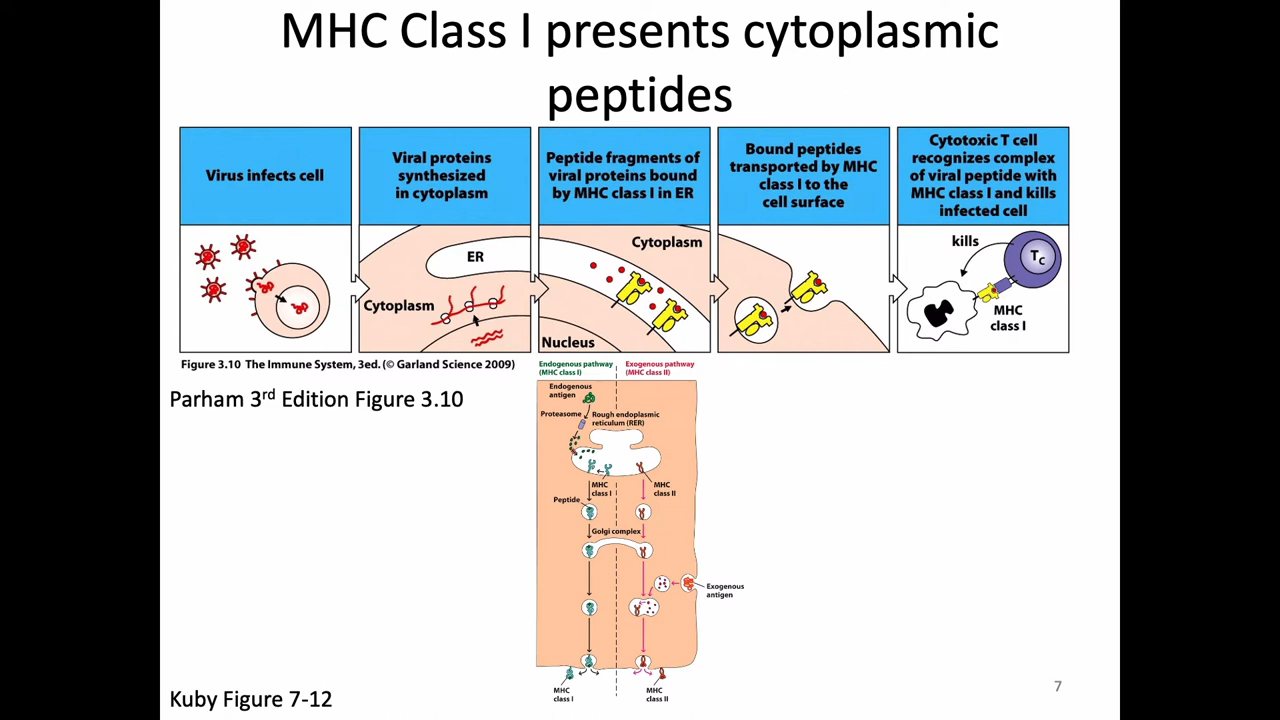 MHC Class I presents cytoplasmic
peptides
Virus infects cell
Viral proteins
synthesized
in cytoplasm
Peptide fragments of
viral proteins bound
by MHC class I in ER
Bound peptides
transported by MHC
class I to the
cell surface
Cytotoxic T cell
recognizes complex
of viral peptide with
MHC class I and kills
infected cell
ER
Cytoplasm
Cytoplasm
Nucleus
kills
TC
MHC
class I
Figure 3.10 The Immune System, 3ed. (© Garland Science 2009)
Parham 3rd Edition Figure 3.10
Endogenous pathway
(MHC class I)
Exogenous pathway
(MHC class II)
Endogenous
antigen
Proteasome
Rough endoplasmic
reticulum (RER)
MHC
class I
MHC
class II
Peptide
Golgi complex
Exogenous
antigen
MHC
class I
MHC
class II
Kuby Figure 7-12
7